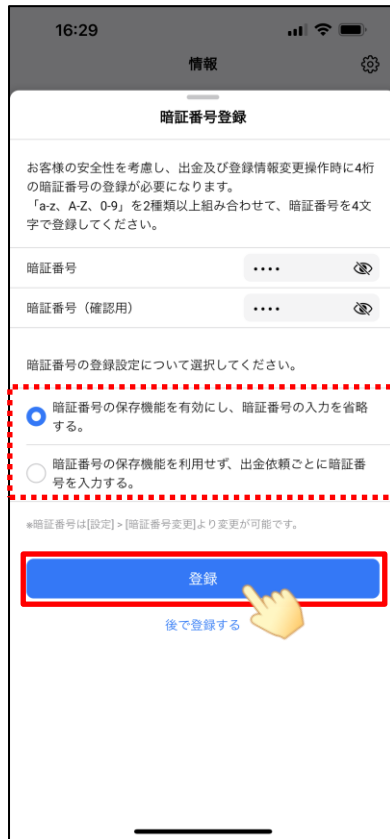 16:29
情報
暗証番号登録
お客様の安全性を考慮し、出金及び登録情報変更操作時に4桁
の暗証番号の登録が必要になります。
「a-z、A-Z、0-9」を2種類以上組み合わせて、暗証番号を4文
字で登録してください。
暗証番号 ••••
暗証番号（確認用） ••••
暗証番号の登録設定について選択してください。
暗証番号の保存機能を有効にし、暗証番号の入力を省略
する。
暗証番号の保存機能を利用せず、出金依頼ごとに暗証番
号を入力する。
※暗証番号は[設定] > [暗証番号変更]より変更が可能です。
登録
後で登録する